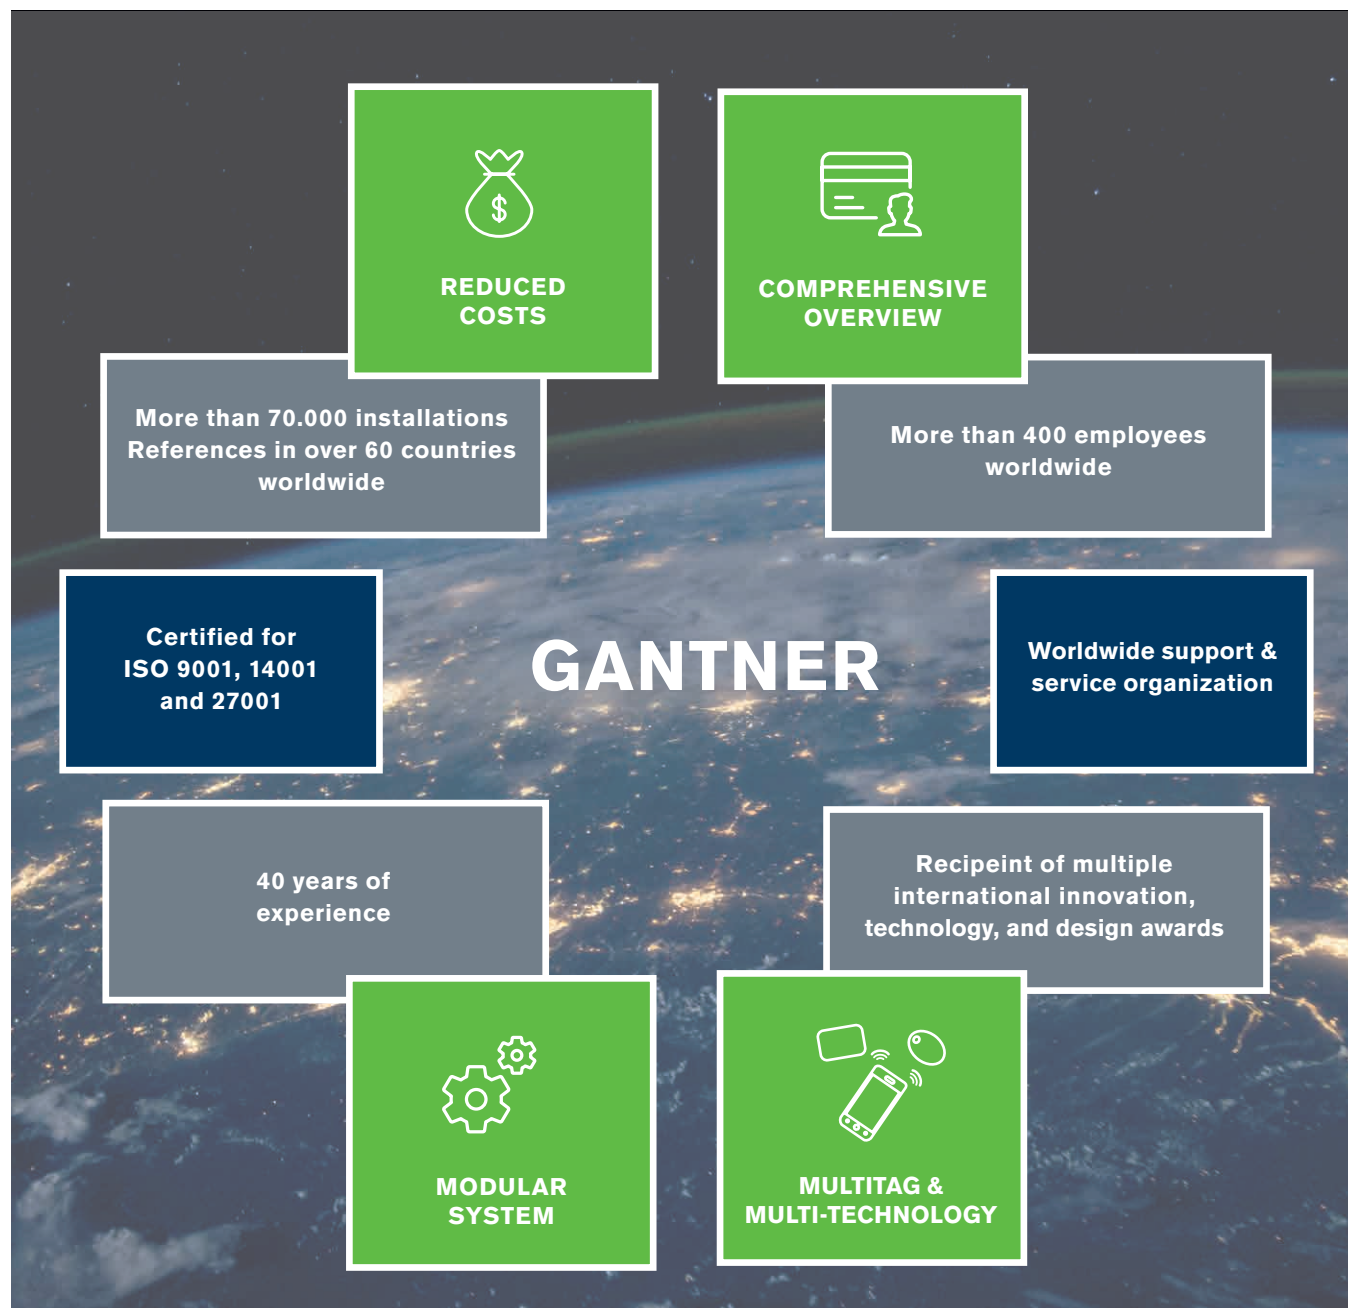 REDUCED
COSTS
COMPREHENSIVE
OVERVIEW
More than 70.000 installations
References in over 60 countries
worldwide
More than 400 employees
worldwide
Certified for
ISO 9001, 14001
and 27001
GANTNER
Worldwide support &
service organization
40 years of
experience
Recipeint of multiple
international innovation,
technology, and design awards
MODULAR
SYSTEM
MULTITAG &
MULTI-TECHNOLOGY